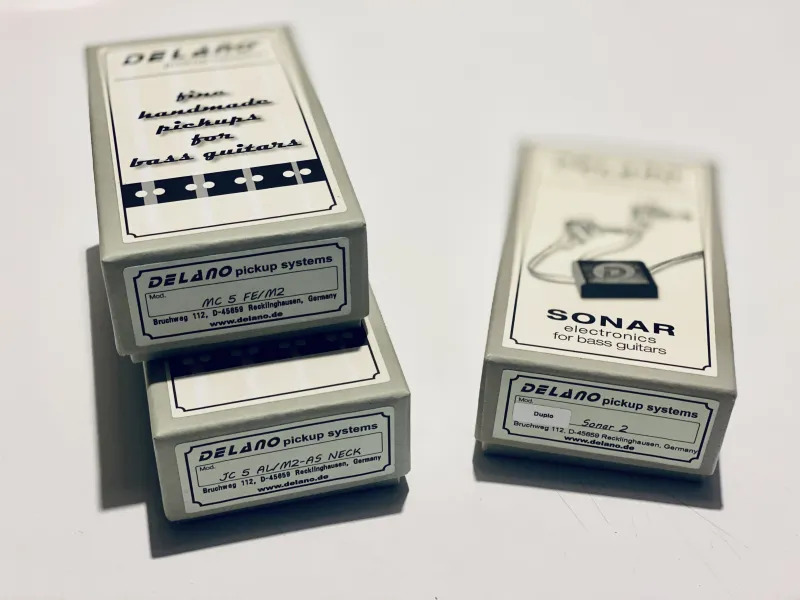 DELANO
fine
handmade
pickups
for
bass guitars
DELANO pickup systems
Mod.
MC 5 FE/M2
Bruchweg 112, D-45659 Recklinghausen, Germany
www.delano.de
DELANO pickup systems
Mod.
JC 5 AL/M2-AS NECK
Bruchweg 112, D-45659 Recklinghausen, Germany
www.delano.de
DELANO
D
SONAR
electronics
for bass guitars
DELANO pickup systems
Mod.
Duplo Sonar 2
Bruchweg 112, D-45659 Recklinghausen, Germany
www.delano.de